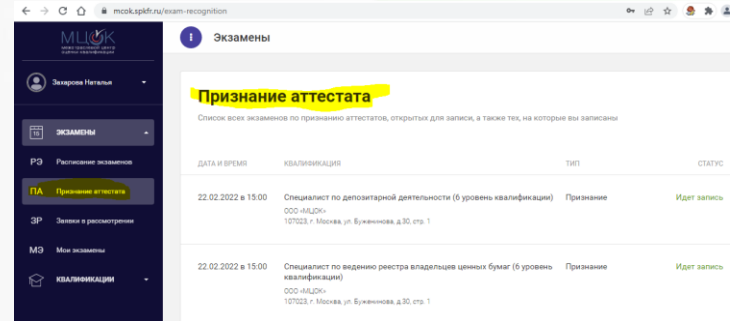 mcok.spkfr.ru/exam-recognition
МЦОК
Экзамены
Захарова Наталья
16
ЭКЗАМЕНЫ
РЭ Расписание экзаменов
ПА Признание аттестата
ЗР Заявки в рассмотрении
МЭ Мои экзамены
КВАЛИФИКАЦИИ
Признание аттестата
Список всех экзаменов по признанию аттестатов, открытых для записи, а также тех, на которые вы записаны
ДАТА И ВРЕМЯ КВАЛИФИКАЦИЯ ТИП СТАТУС
22.02.2022 в 15:00 Специалист по депозитарной деятельности (6 уровень квалификации) Признание Идет запись
ООО «МЦОК»
107023, г. Москва, ул. Буженинова, д.30, стр. 1
22.02.2022 в 15:00 Специалист по ведению реестра владельцев ценных бумаг (6 уровень Признание Идет запись
квалификации)
ООО «МЦОК»
107023, г. Москва, ул. Буженинова, д.30, стр. 1